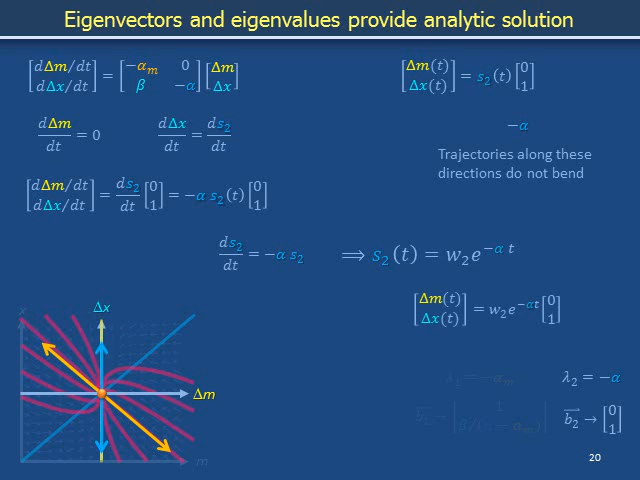 Eigenvectors and eigenvalues provide analytic solution
[dΔm/dt dΔx/dt] = [−αₘ 0 β −α] [Δm Δx]
[Δm(t) Δx(t)] = s₂(t) [0 1]
dΔm/dt = 0
dΔx/dt = ds₂/dt
−α
Trajectories along these
directions do not bend
[dΔm/dt dΔx/dt] = ds₂/dt [0 1] = −α s₂(t) [0 1]
ds₂/dt = −α s₂
⟹ s₂(t) = w₂e^{−α t}
[Δm(t) Δx(t)] = w₂e^{−αt} [0 1]
x
Δx
Δm
m
λ₁ = −αₘ
λ₂ = −α
b₂ → [0 1]
20